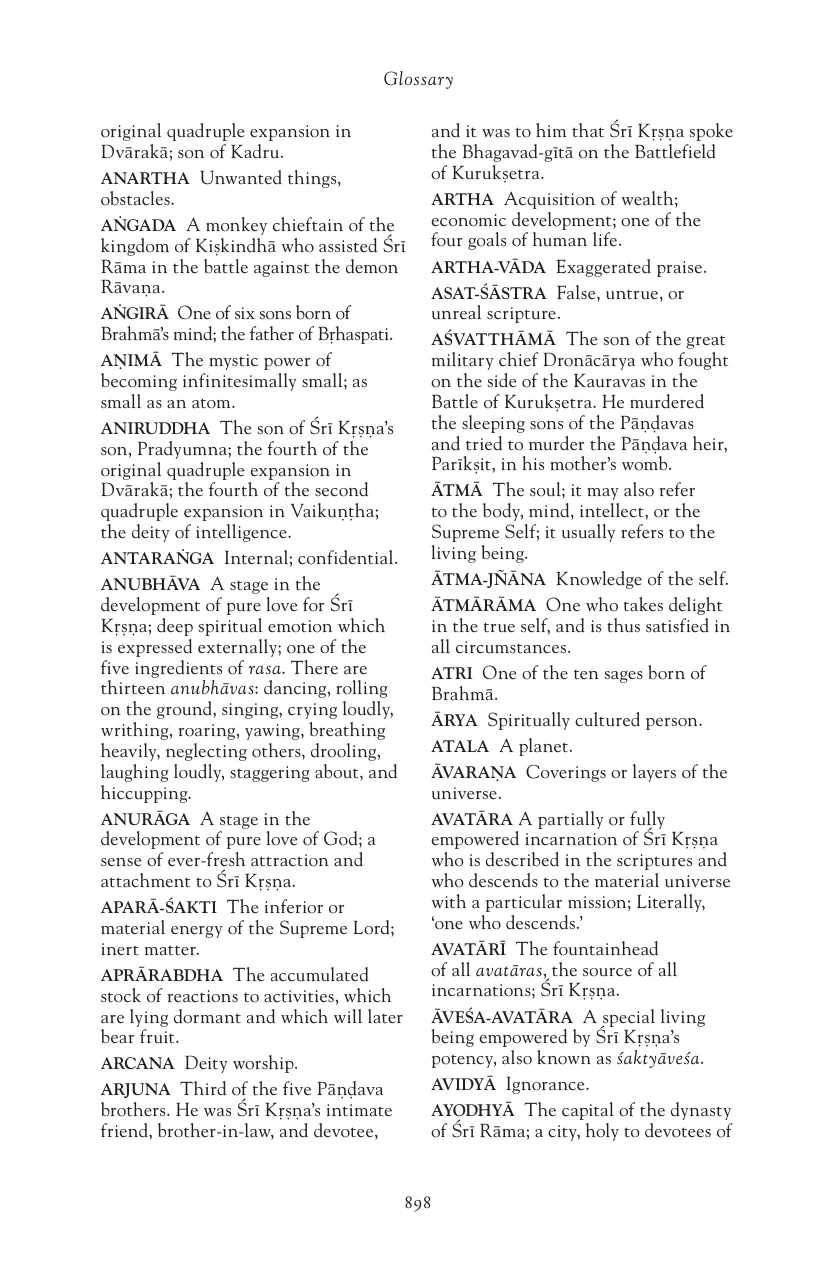 Glossary
original quadruple expansion in
Dvārakā; son of Kadru.
ANARTHA Unwanted things,
obstacles.
AṄGADA A monkey chieftain of the
kingdom of Kiṣkindhā who assisted Śrī
Rāma in the battle against the demon
Rāvaṇa.
AṄGIRĀ One of six sons born of
Brahmā’s mind; the father of Bṛhaspati.
AṆIMĀ The mystic power of
becoming infinitesimally small; as
small as an atom.
ANIRUDDHA The son of Śrī Kṛṣṇa’s
son, Pradyumna; the fourth of the
original quadruple expansion in
Dvārakā; the fourth of the second
quadruple expansion in Vaikuṇṭha;
the deity of intelligence.
ANTARAṄGA Internal; confidential.
ANUBHĀVA A stage in the
development of pure love for Śrī
Kṛṣṇa; deep spiritual emotion which
is expressed externally; one of the
five ingredients of rasa. There are
thirteen anubhāvas: dancing, rolling
on the ground, singing, crying loudly,
writhing, roaring, yawing, breathing
heavily, neglecting others, drooling,
laughing loudly, staggering about, and
hiccupping.
ANURĀGA A stage in the
development of pure love of God; a
sense of ever-fresh attraction and
attachment to Śrī Kṛṣṇa.
APARĀ-ŚAKTI The inferior or
material energy of the Supreme Lord;
inert matter.
APRĀRABDHA The accumulated
stock of reactions to activities, which
are lying dormant and which will later
bear fruit.
ARCANA Deity worship.
ARJUNA Third of the five Pāṇḍava
brothers. He was Śrī Kṛṣṇa’s intimate
friend, brother-in-law, and devotee,
and it was to him that Śrī Kṛṣṇa spoke
the Bhagavad-gītā on the Battlefield
of Kurukṣetra.
ARTHA Acquisition of wealth;
economic development; one of the
four goals of human life.
ARTHA-VĀDA Exaggerated praise.
ASAT-ŚĀSTRA False, untrue, or
unreal scripture.
AŚVATTHĀMĀ The son of the great
military chief Dronācārya who fought
on the side of the Kauravas in the
Battle of Kurukṣetra. He murdered
the sleeping sons of the Pāṇḍavas
and tried to murder the Pāṇḍava heir,
Parīkṣit, in his mother’s womb.
ĀTMĀ The soul; it may also refer
to the body, mind, intellect, or the
Supreme Self; it usually refers to the
living being.
ĀTMA-JÑĀNA Knowledge of the self.
ĀTMĀRĀMA One who takes delight
in the true self, and is thus satisfied in
all circumstances.
ATRI One of the ten sages born of
Brahmā.
ĀRYA Spiritually cultured person.
ATALA A planet.
ĀVARAṆA Coverings or layers of the
universe.
AVATĀRA A partially or fully
empowered incarnation of Śrī Kṛṣṇa
who is described in the scriptures and
who descends to the material universe
with a particular mission; Literally,
‘one who descends.’
AVATĀRĪ The fountainhead
of all avatāras, the source of all
incarnations; Śrī Kṛṣṇa.
ĀVEŚA-AVATĀRA A special living
being empowered by Śrī Kṛṣṇa’s
potency, also known as śaktyāveśa.
AVIDYĀ Ignorance.
AYODHYĀ The capital of the dynasty
of Śrī Rāma; a city, holy to devotees of
898